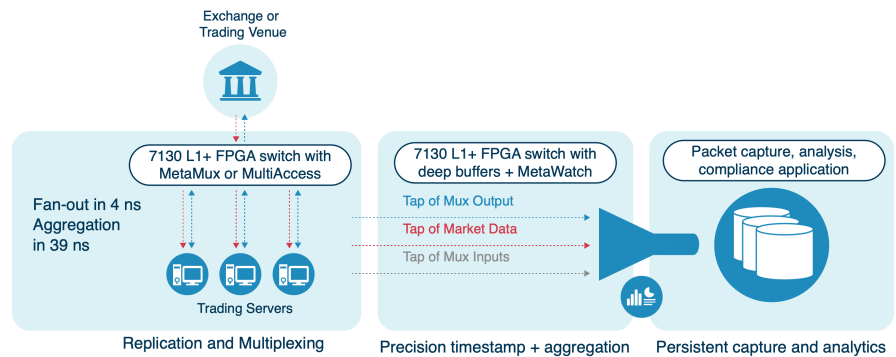 Exchange or
Trading Venue
7130 L1+ FPGA switch with
MetaMux or MultiAccess
Fan-out in 4 ns
Aggregation
in 39 ns
Trading Servers
Replication and Multiplexing
7130 L1+ FPGA switch with
deep buffers + MetaWatch
Tap of Mux Output
Tap of Market Data
Tap of Mux Inputs
Precision timestamp + aggregation
Packet capture, analysis,
compliance application
Persistent capture and analytics